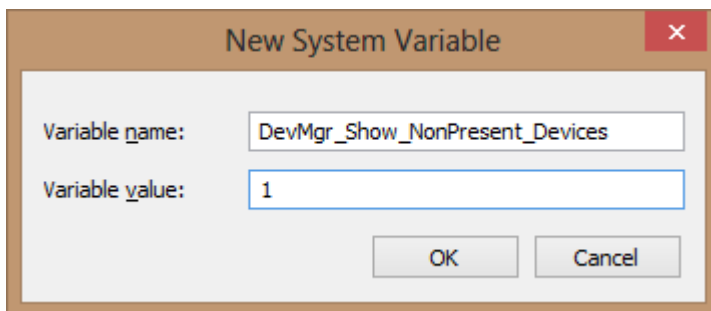 New System Variable
Variable name: DevMgr_Show_NonPresent_Devices
Variable value: 1
OK Cancel